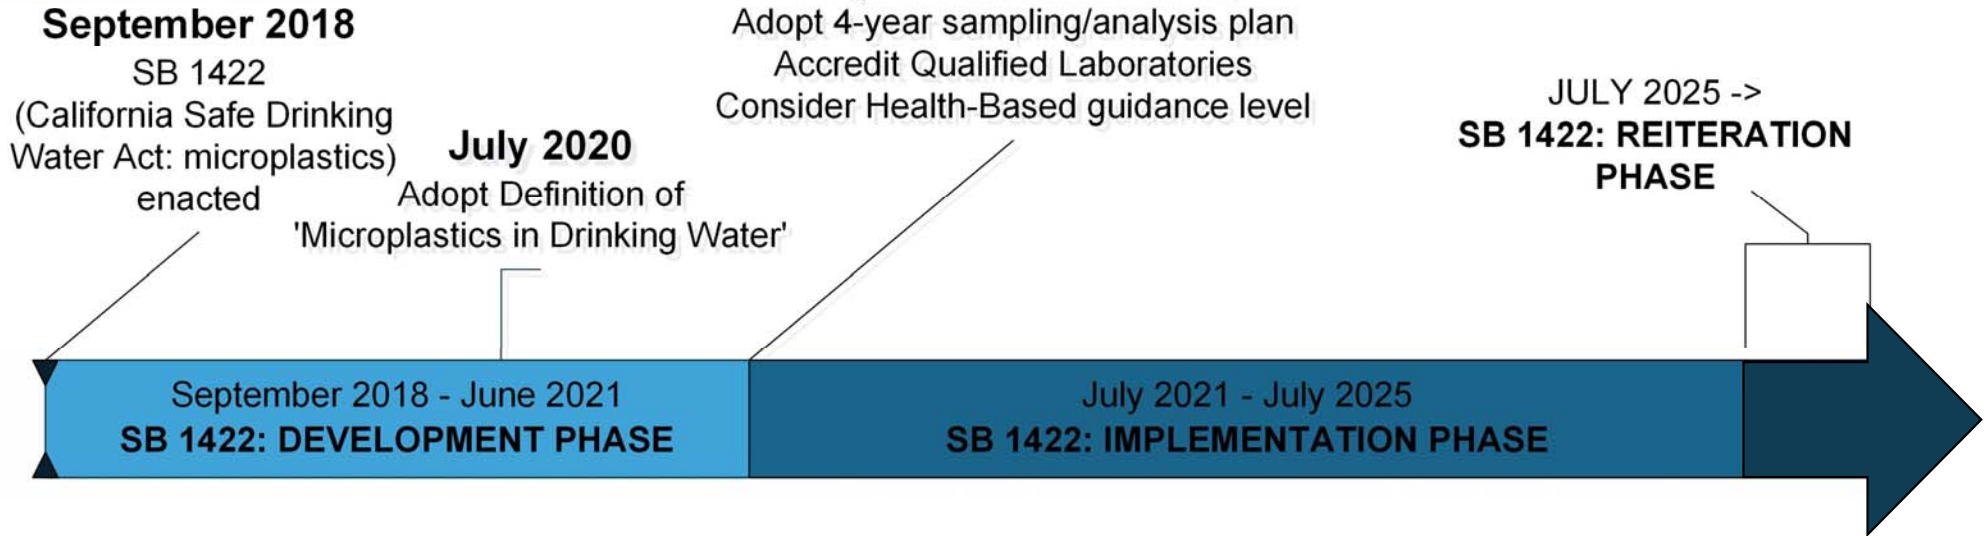 September 2018
SB 1422
(California Safe Drinking
Water Act: microplastics)
enacted
July 2020
Adopt Definition of
'Microplastics in Drinking Water'
Adopt 4-year sampling/analysis plan
Accredit Qualified Laboratories
Consider Health-Based guidance level
JULY 2025 ->
SB 1422: REITERATION
PHASE
September 2018 - June 2021
SB 1422: DEVELOPMENT PHASE
July 2021 - July 2025
SB 1422: IMPLEMENTATION PHASE